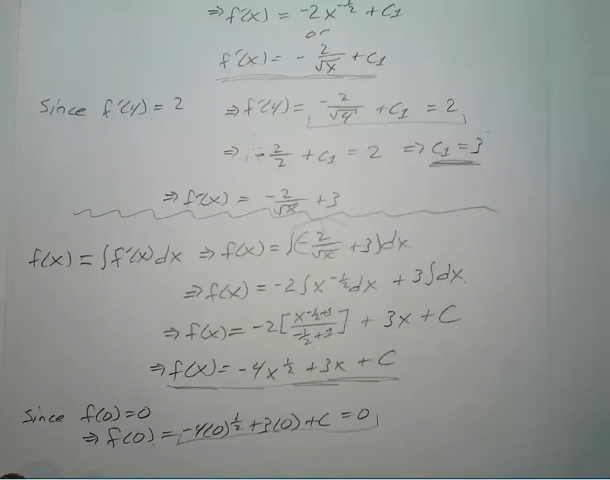 ⇒ f'(x) = -2x^-1/2 + C₁
or
f'(x) = - 2/√x + C₁
Since f'(4) = 2 ⇒ f'(4) = -2/√4 + C₁ = 2
⇒ -2/2 + C₁ = 2 ⇒ C₁ = 3
⇒ f'(x) = -2/√x + 3
f(x) = ∫f'(x)dx ⇒ f(x) = ∫(-2/√x + 3)dx
⇒ f(x) = -2∫x^-1/2 dx + 3∫dx
⇒ f(x) = -2[x^-1/2+1/-1/2+1] + 3x + C
⇒ f(x) = -4x^1/2 + 3x + C
Since f(0) = 0
⇒ f(0) = -4(0)^1/2 + 3(0) + C = 0